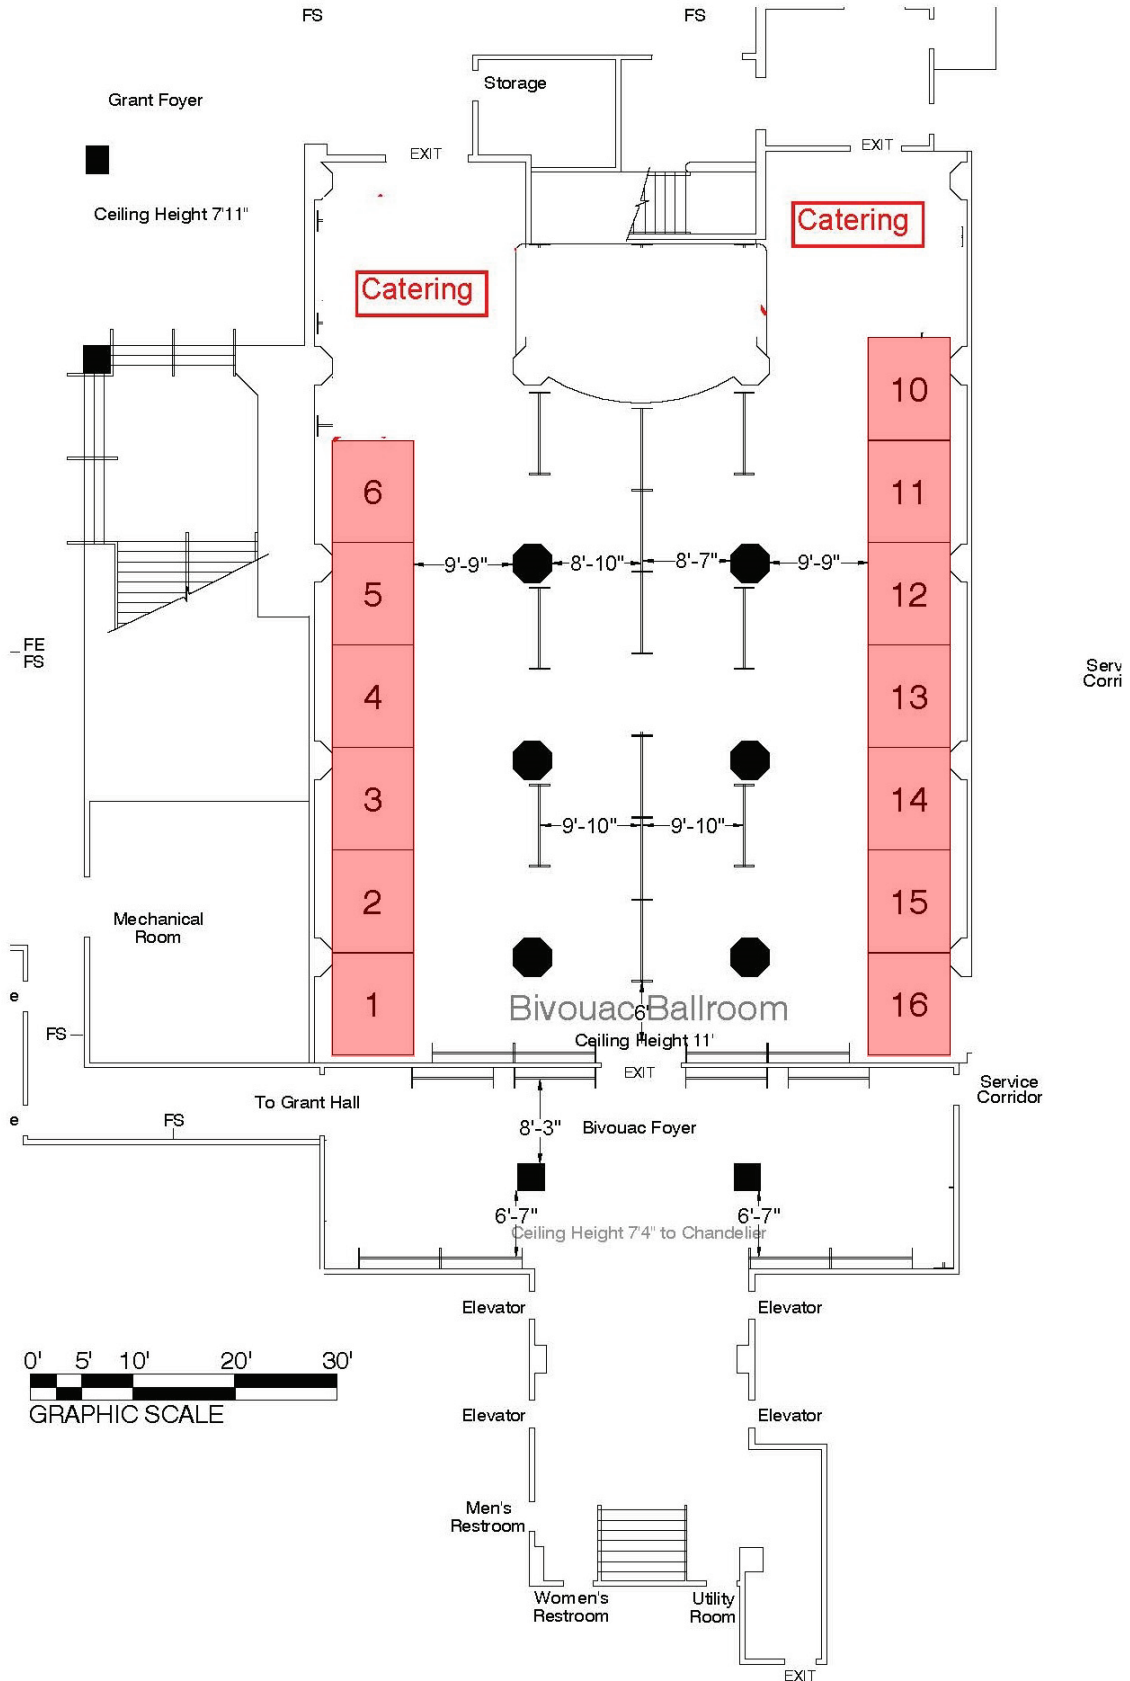 FS
FS
Storage
Grant Foyer
EXIT
EXIT
Ceiling Height 7'11"
Catering
Catering
10
6
11
9'-9"
8'-10"
8'-7"
9'-9"
5
12
FE
FS
4
13
Serv
Corri
3
14
9'-10"
9'-10"
2
15
Mechanical
Room
e
1
Bivouac Ballroom
6'
16
FS
Ceiling Height 11'
EXIT
Service
Corridor
To Grant Hall
e
FS
8'-3"
Bivouac Foyer
6'-7"
6'-7"
Ceiling Height 7'4" to Chandelier
Elevator
Elevator
0' 5' 10' 20' 30'
GRAPHIC SCALE
Elevator
Elevator
Men's
Restroom
Women's
Restroom
Utility
Room
EXIT